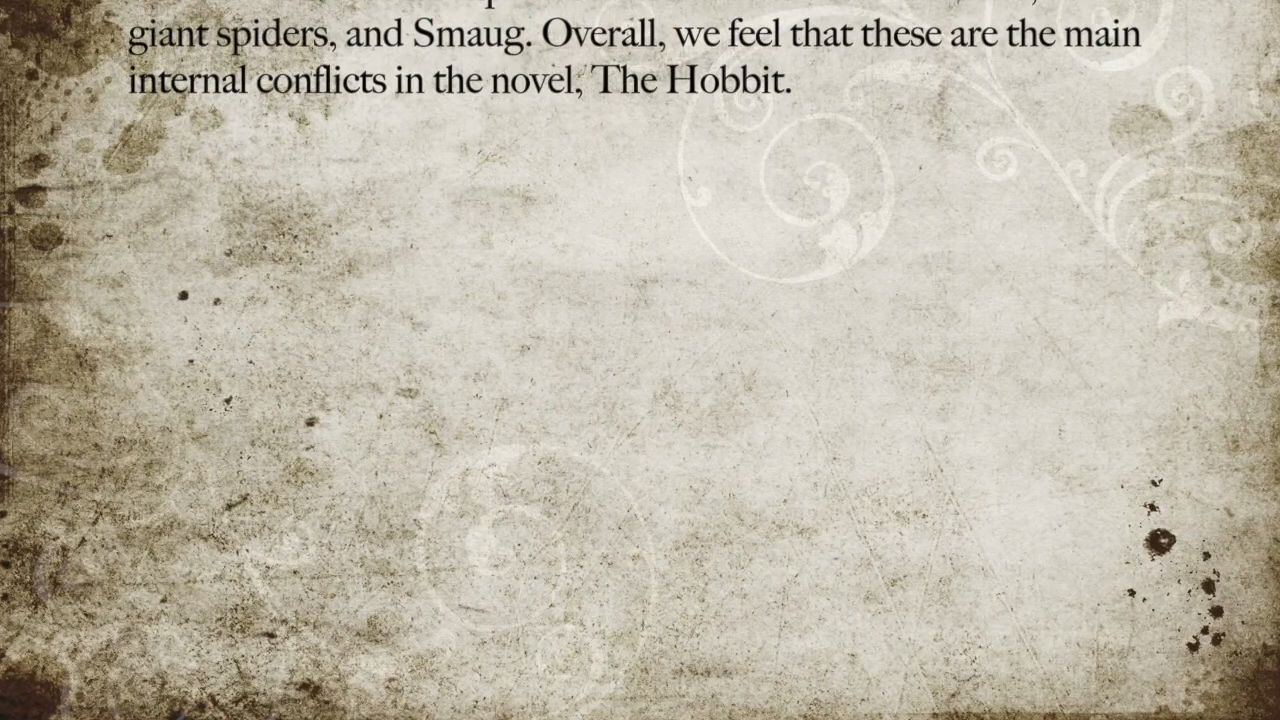 giant spiders, and Smaug. Overall, we feel that these are the main
internal conflicts in the novel, The Hobbit.